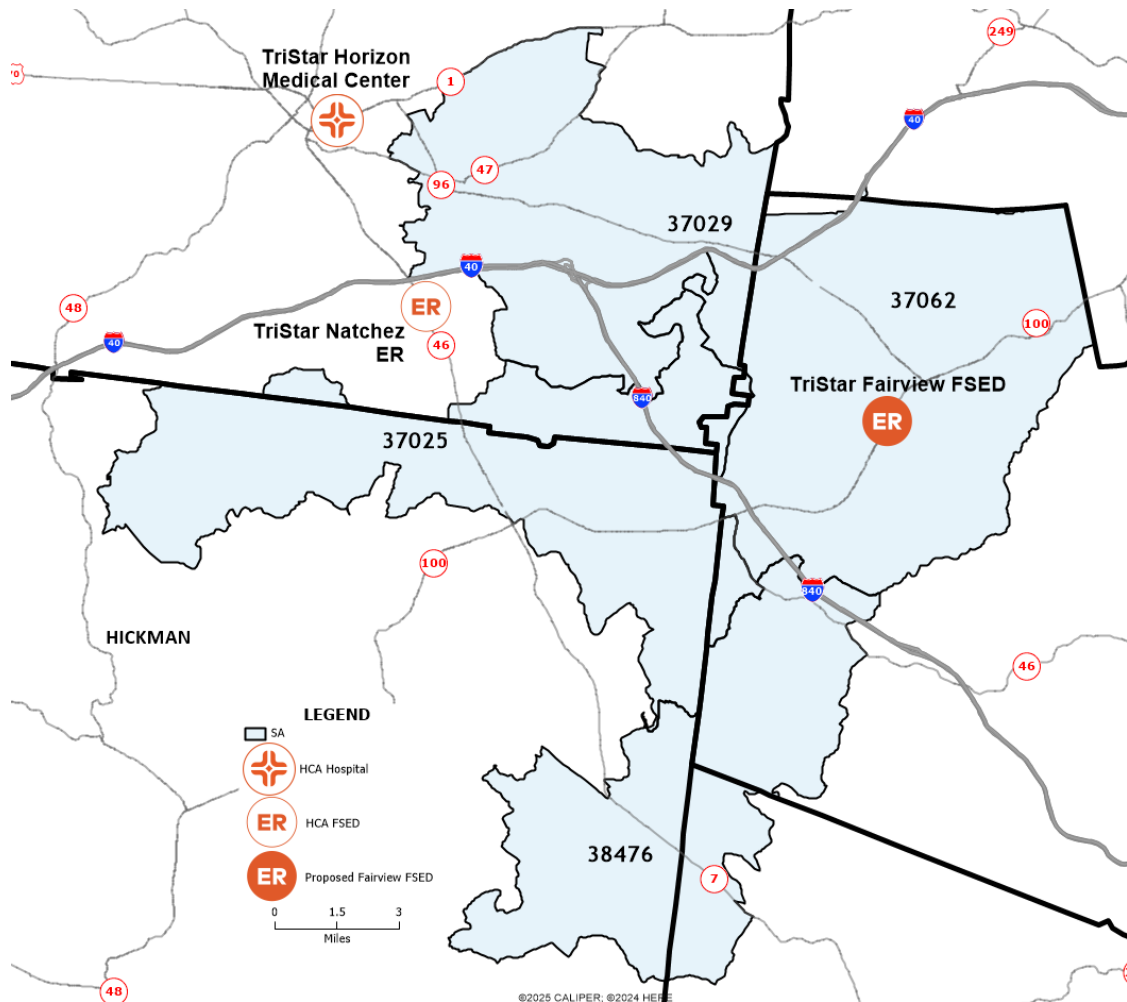 249
TriStar Horizon
Medical Center
70
1
40
47
96
37029
40
37062
48
ER
100
TriStar Natchez
ER
46
40
TriStar Fairview FSED
840
ER
37025
100
840
HICKMAN
46
LEGEND
SA
HCA Hospital
ER
HCA FSED
38476
ER
Proposed Fairview FSED
7
0 1.5 3
Miles
48
©2025 CALIPER; ©2024 HERE